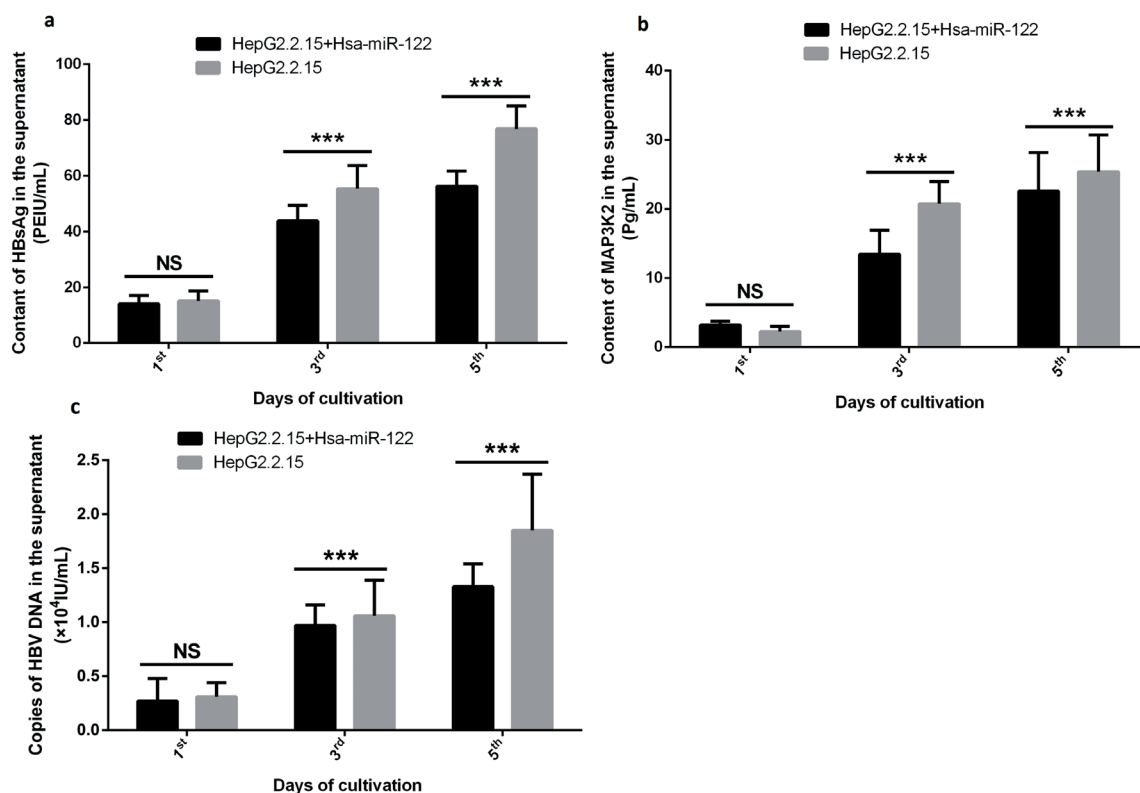 a
HepG2.2.15+Hsa-miR-122
HepG2.2.15
Contant of HBsAg in the supernatant
(PEIU/mL)
100
80
60
40
20
0
NS
***
***
1st
3rd
5th
Days of cultivation
b
HepG2.2.15+Hsa-miR-122
HepG2.2.15
Content of MAP3K2 in the supernatant
(Pg/mL)
40
30
20
10
0
NS
***
***
1st
3rd
5th
Days of cultivation
c
HepG2.2.15+Hsa-miR-122
HepG2.2.15
Copies of HBV DNA in the supernatant
(×10⁴IU/mL)
2.5
2.0
1.5
1.0
0.5
0.0
NS
***
***
1st
3rd
5th
Days of cultivation